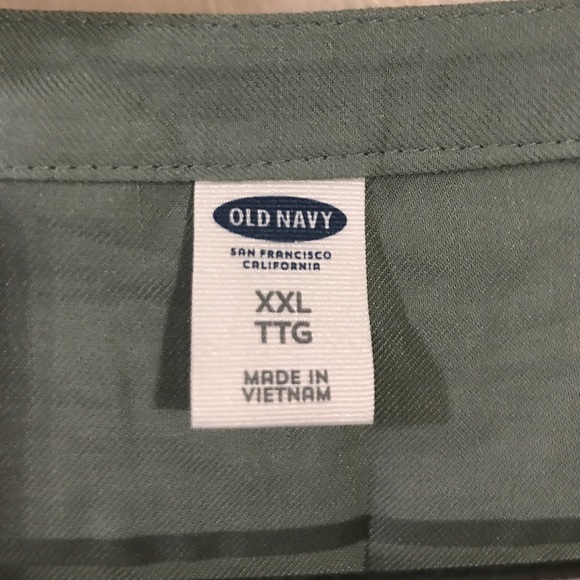 OLD NAVY
SAN FRANCISCO
CALIFORNIA
XXL
TTG
MADE IN
VIETNAM